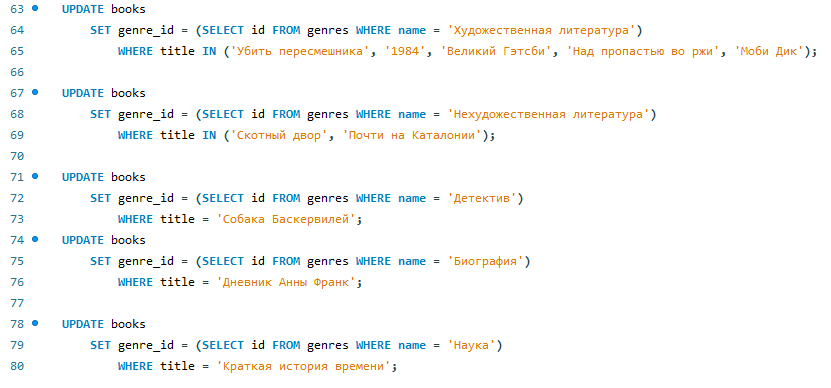 63 UPDATE books
64 SET genre_id = (SELECT id FROM genres WHERE name = 'Художественная литература')
65 WHERE title IN ('Убить пересмешника', '1984', 'Великий Гэтсби', 'Над пропастью во ржи', 'Моби Дик');
66
67 UPDATE books
68 SET genre_id = (SELECT id FROM genres WHERE name = 'Нехудожественная литература')
69 WHERE title IN ('Скотный двор', 'Почти на Каталонии');
70
71 UPDATE books
72 SET genre_id = (SELECT id FROM genres WHERE name = 'Детектив')
73 WHERE title = 'Собака Баскервилей';
74 UPDATE books
75 SET genre_id = (SELECT id FROM genres WHERE name = 'Биография')
76 WHERE title = 'Дневник Анны Франк';
77
78 UPDATE books
79 SET genre_id = (SELECT id FROM genres WHERE name = 'Наука')
80 WHERE title = 'Краткая история времени';